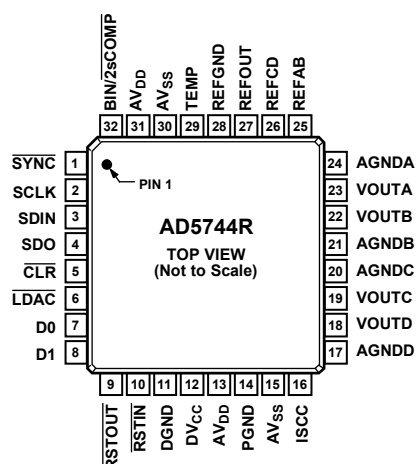 BIN/2sCOMP
AVDD
AVSS
TEMP
REFGND
REFOUT
REFCD
REFAB
32 31 30 29 28 27 26 25
SYNC 1
SCLK 2
SDIN 3
SDO 4
CLR 5
LDAC 6
D0 7
D1 8
PIN 1
AD5744R
TOP VIEW
(Not to Scale)
24 AGNDA
23 VOUTA
22 VOUTB
21 AGNDB
20 AGNDC
19 VOUTC
18 VOUTD
17 AGNDD
9 10 11 12 13 14 15 16
RSTOUT
RSTIN
DGND
DVCC
AVDD
PGND
AVSS
ISCC